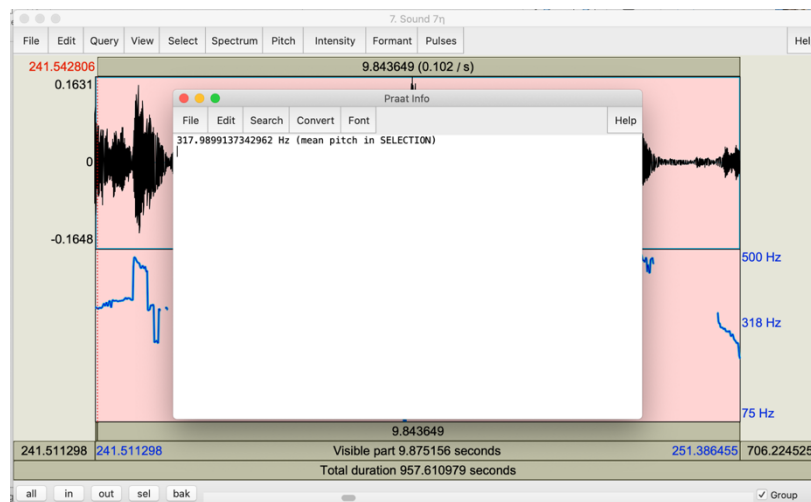 7. Sound 7η
File Edit Query View Select Spectrum Pitch Intensity Formant Pulses Hel
241.542806 9.843649 (0.102 / s)
0.1631
Praat Info
File Edit Search Convert Font Help
317.9899137342962 Hz (mean pitch in SELECTION)
0
-0.1648
500 Hz
318 Hz
75 Hz
9.843649
241.511298 241.511298 Visible part 9.875156 seconds 251.386455 706.224525
Total duration 957.610979 seconds
all in out sel bak Group